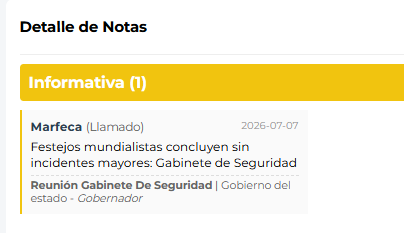 Detalle de Notas
Informativa (1)
Marfeca (Llamado) 2026-07-07
Festejos mundialistas concluyen sin
incidentes mayores: Gabinete de Seguridad
Reunión Gabinete De Seguridad | Gobierno del
estado - Gobernador